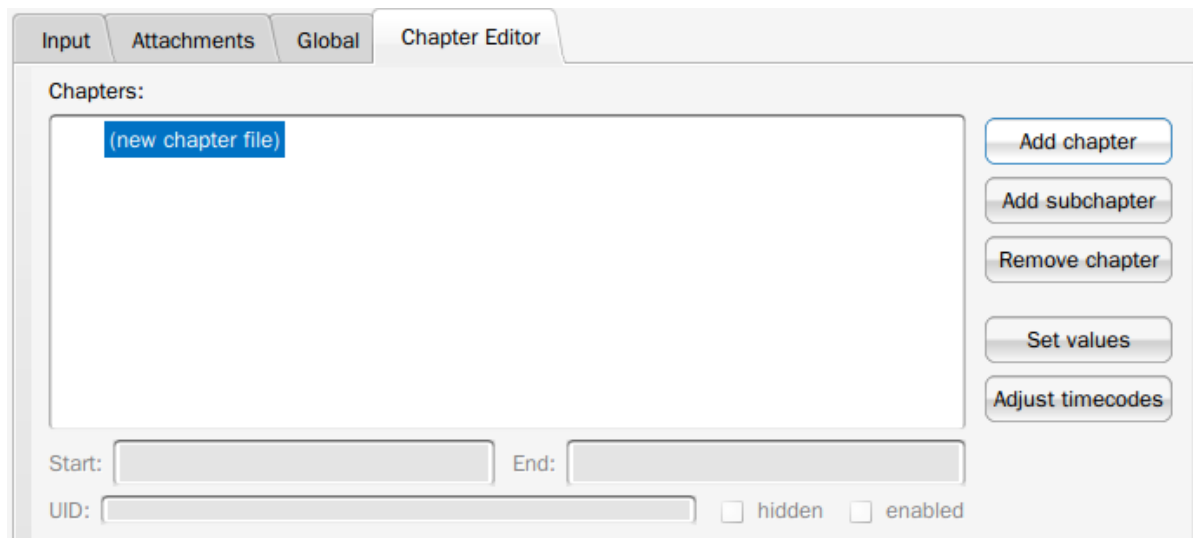 Input Attachments Global Chapter Editor
Chapters:
(new chapter file)
Add chapter
Add subchapter
Remove chapter
Set values
Adjust timecodes
Start: End:
UID: hidden enabled